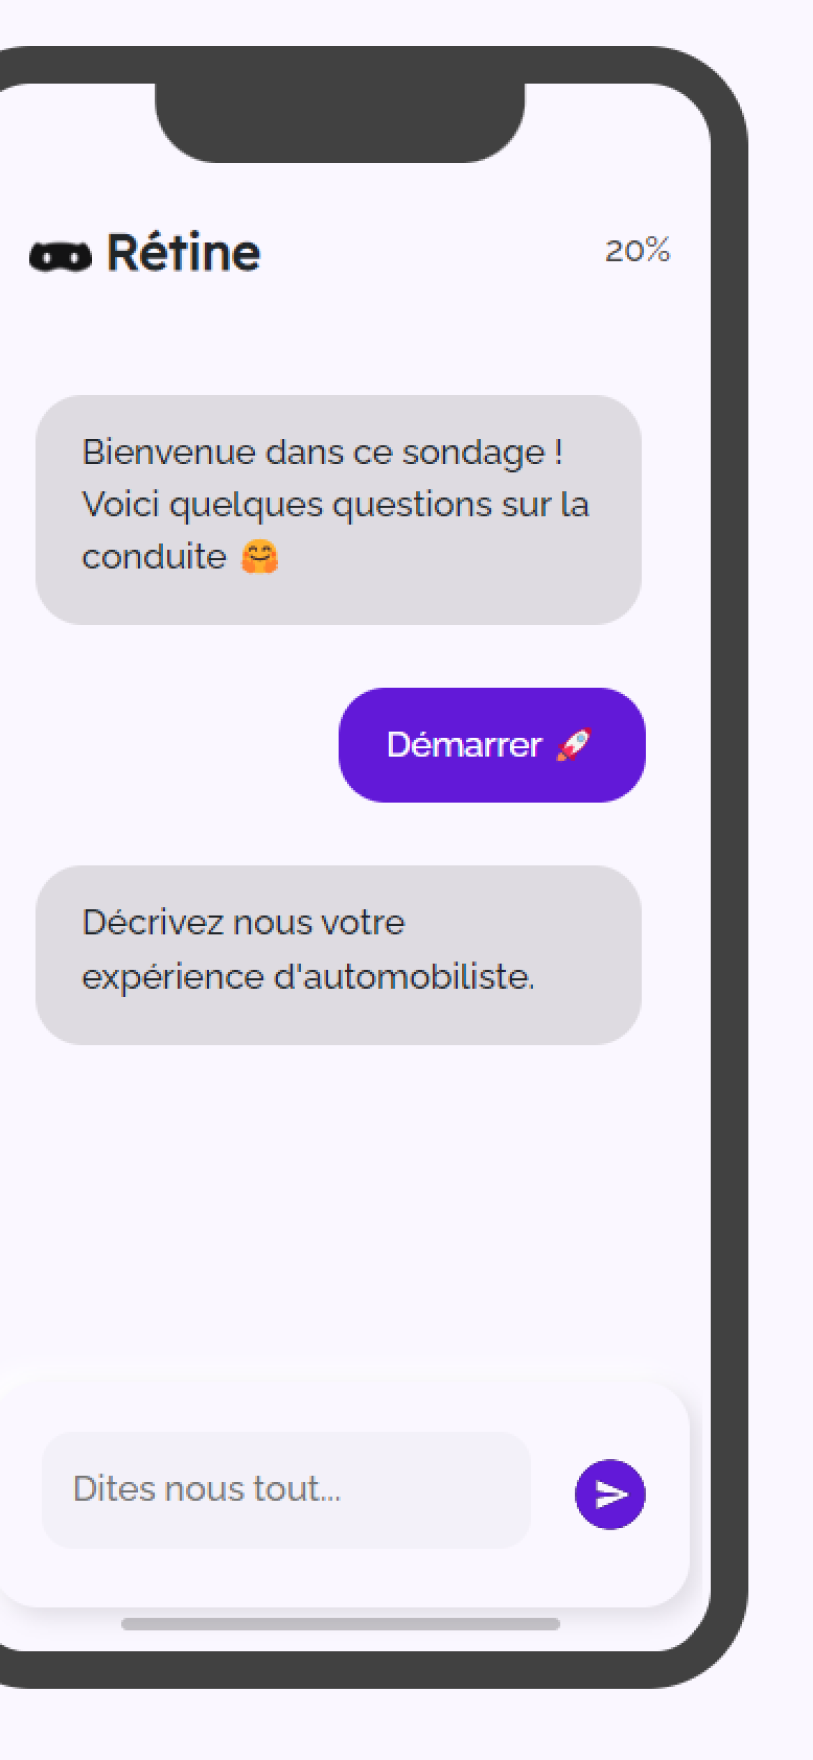 Rétine
20%
Bienvenue dans ce sondage !
Voici quelques questions sur la
conduite 🤗
Démarrer 🚀
Décrivez nous votre
expérience d'automobiliste.
Dites nous tout...